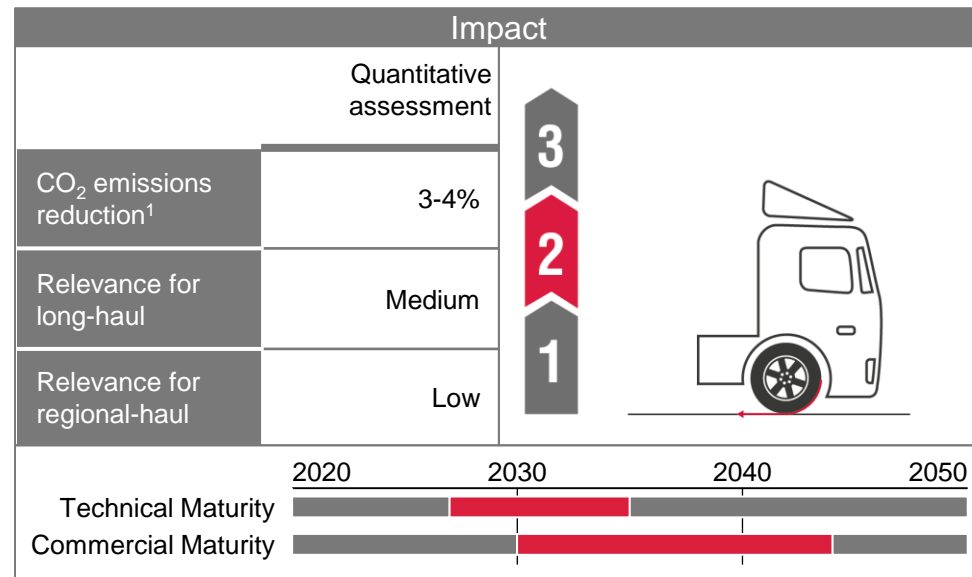 Impact
Quantitative
assessment
CO₂ emissions
reduction¹
3-4%
Relevance for
long-haul
Medium
Relevance for
regional-haul
Low
3
2
1
2020 2030 2040 2050
Technical Maturity
Commercial Maturity